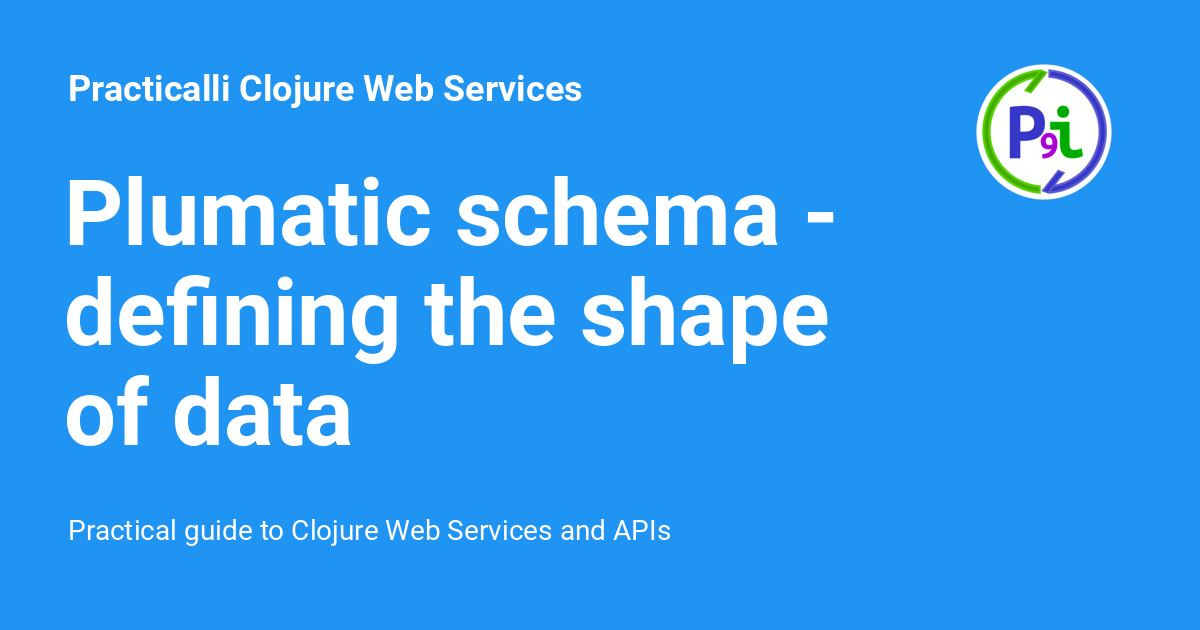 Practicalli Clojure Web Services
P9i
Plumatic schema -
defining the shape
of data
Practical guide to Clojure Web Services and APIs